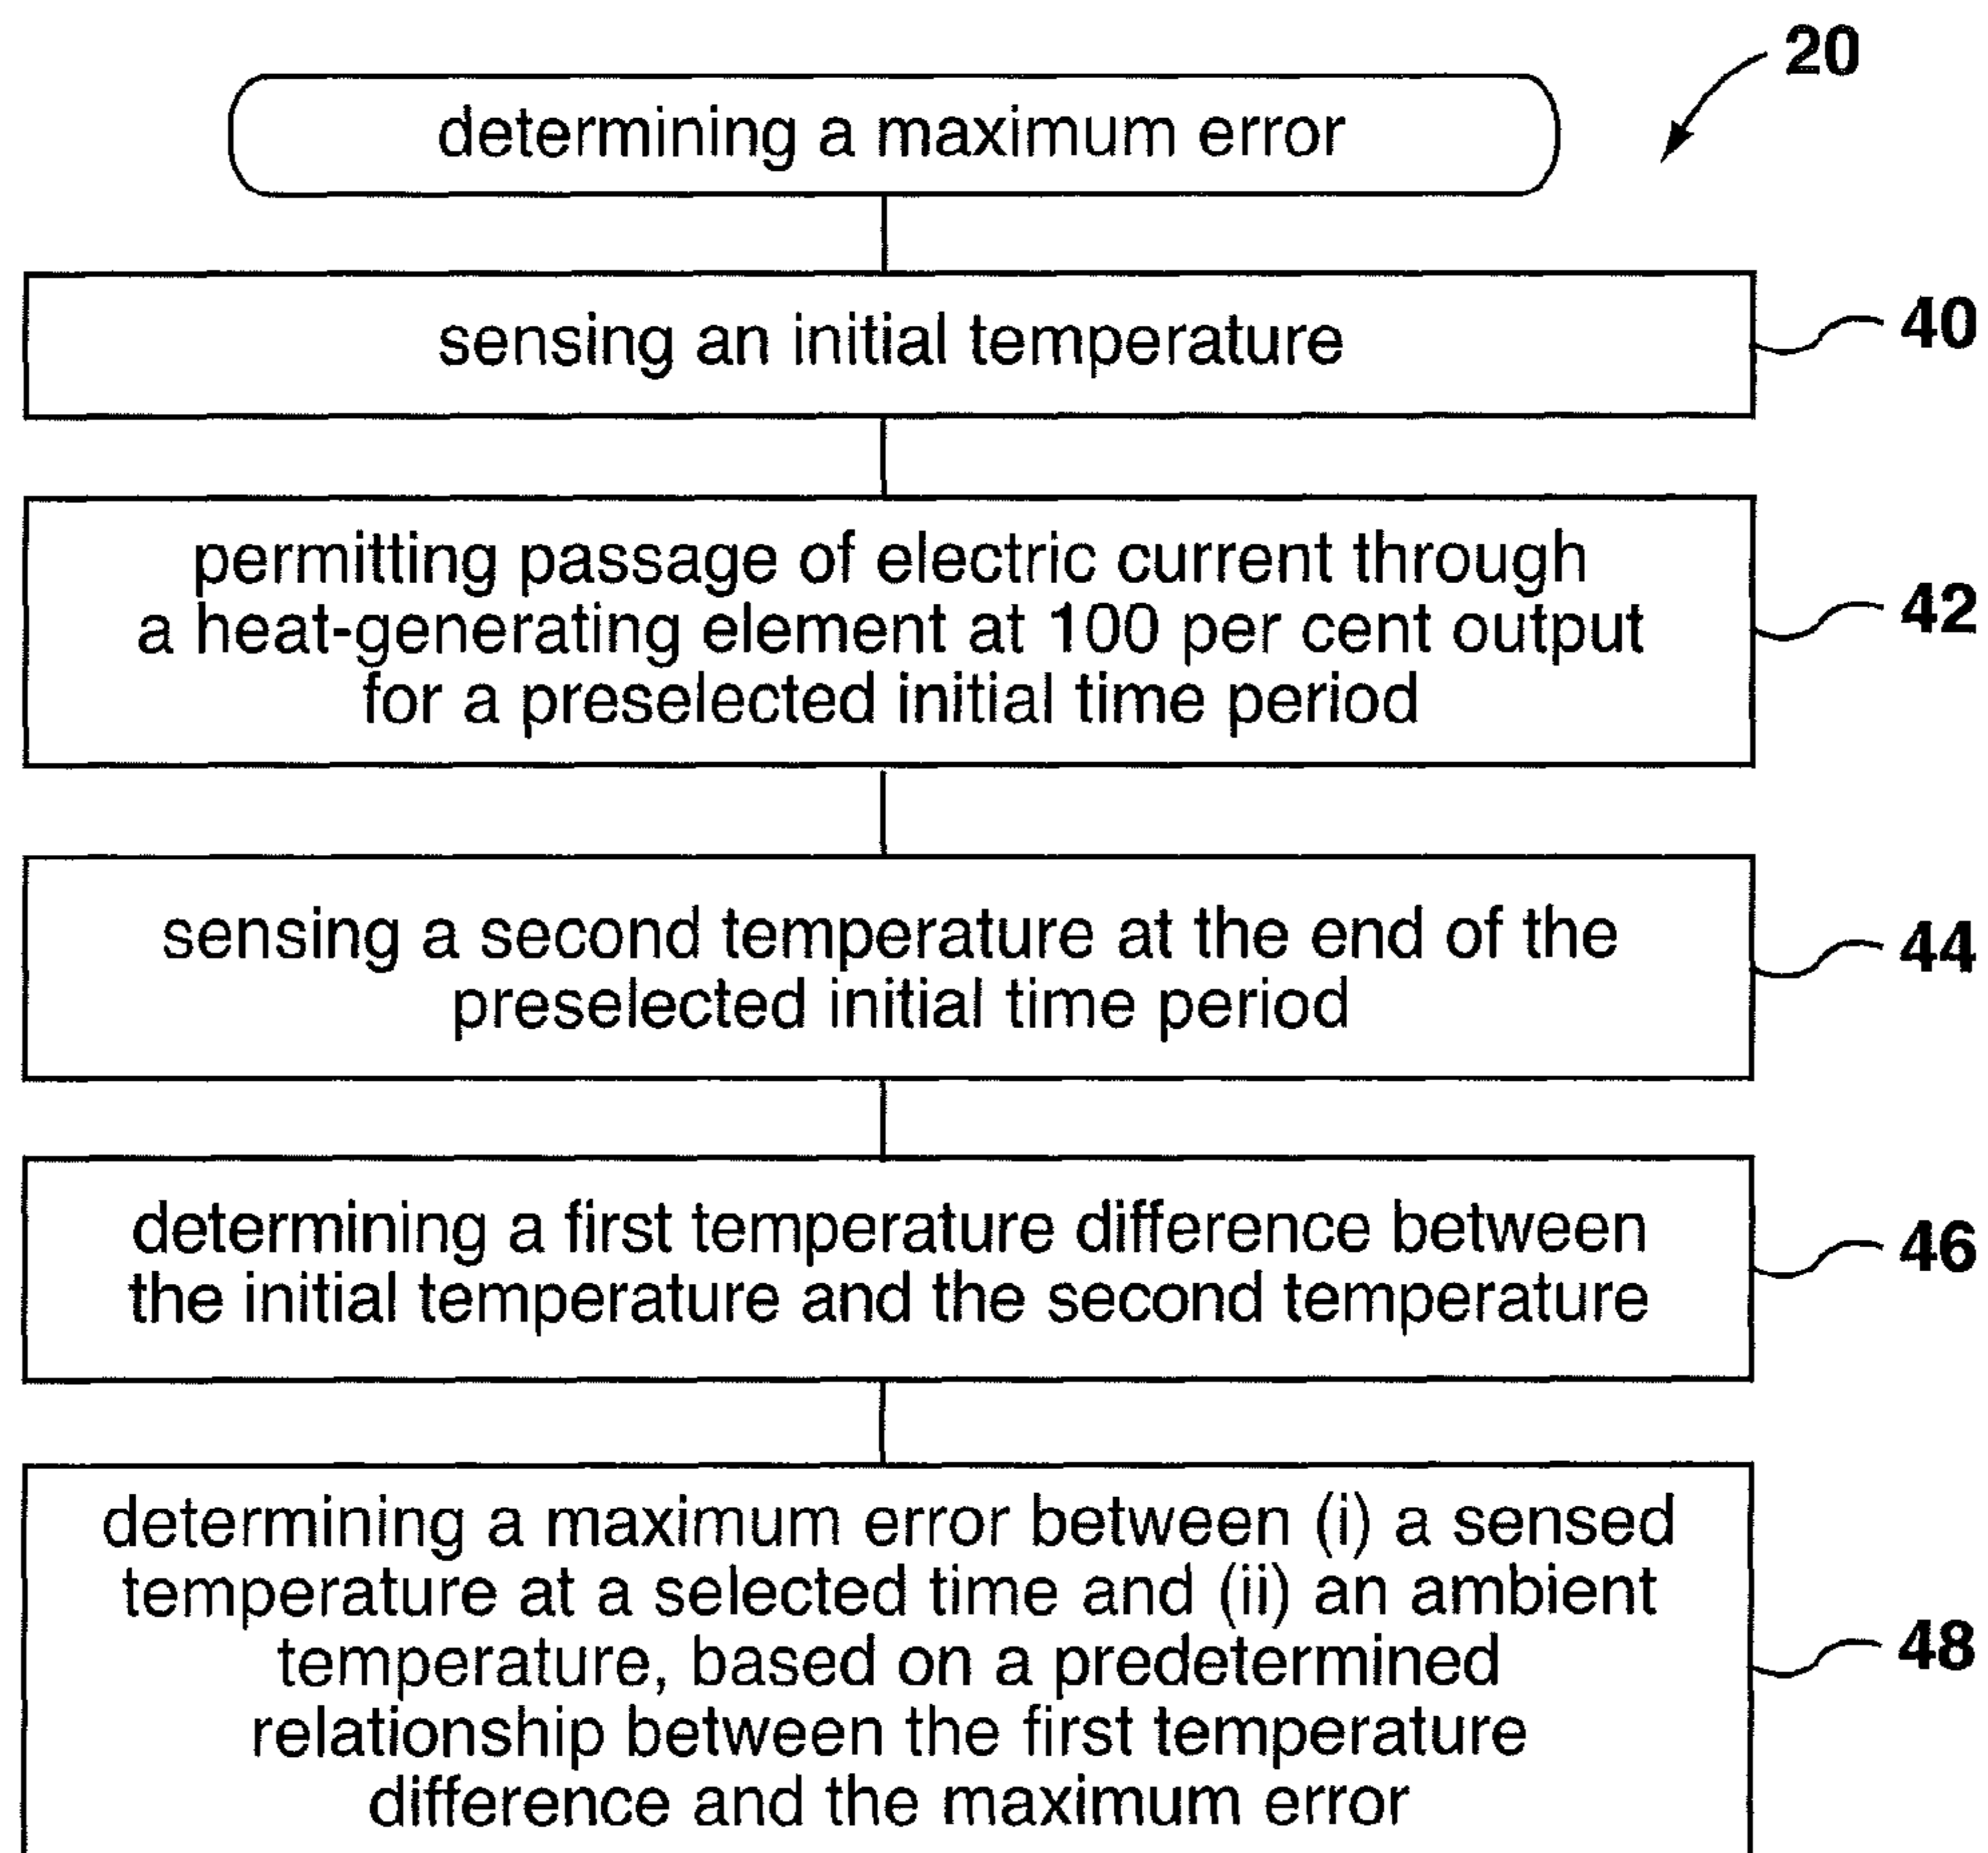 20
determining a maximum error
sensing an initial temperature
40
permitting passage of electric current through
a heat-generating element at 100 per cent output
for a preselected initial time period
42
sensing a second temperature at the end of the
preselected initial time period
44
determining a first temperature difference between
the initial temperature and the second temperature
46
determining a maximum error between (i) a sensed
temperature at a selected time and (ii) an ambient
temperature, based on a predetermined
relationship between the first temperature
difference and the maximum error
48